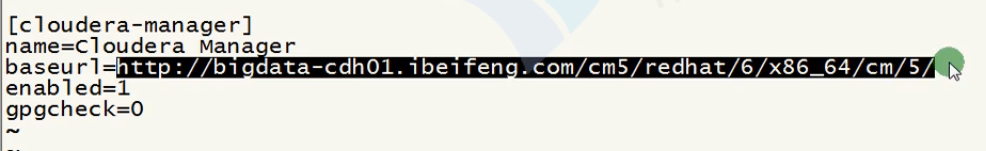 [cloudera-manager]
name=Cloudera Manager
baseurl=http://bigdata-cdh01.ibeifeng.com/cm5/redhat/6/x86_64/cm/5/
enabled=1
gpgcheck=0
~